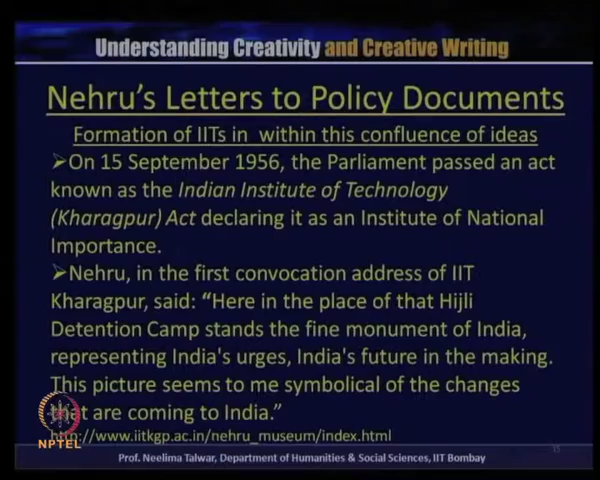 Understanding Creativity and Creative Writing
Nehru's Letters to Policy Documents
Formation of IITs in within this confluence of ideas
➢On 15 September 1956, the Parliament passed an act
known as the Indian Institute of Technology
(Kharagpur) Act declaring it as an Institute of National
Importance.
➢Nehru, in the first convocation address of IIT
Kharagpur, said: "Here in the place of that Hijli
Detention Camp stands the fine monument of India,
representing India's urges, India's future in the making.
This picture seems to me symbolical of the changes
that are coming to India."
http://www.iitkgp.ac.in/nehru_museum/index.html
NPTEL
Prof. Neelima Talwar, Department of Humanities & Social Sciences, IIT Bombay
15